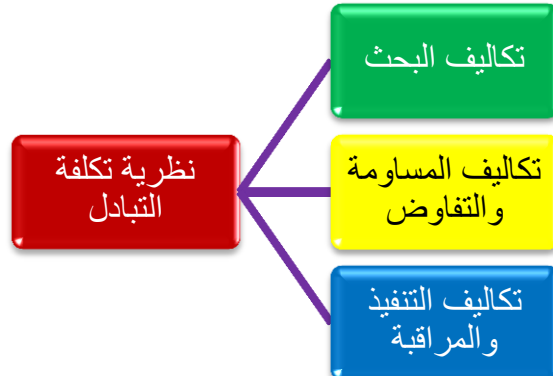 نظرية تكلفة
التبادل
تكاليف البحث
تكاليف المساومة
والتفاوض
تكاليف التنفيذ
والمراقبة